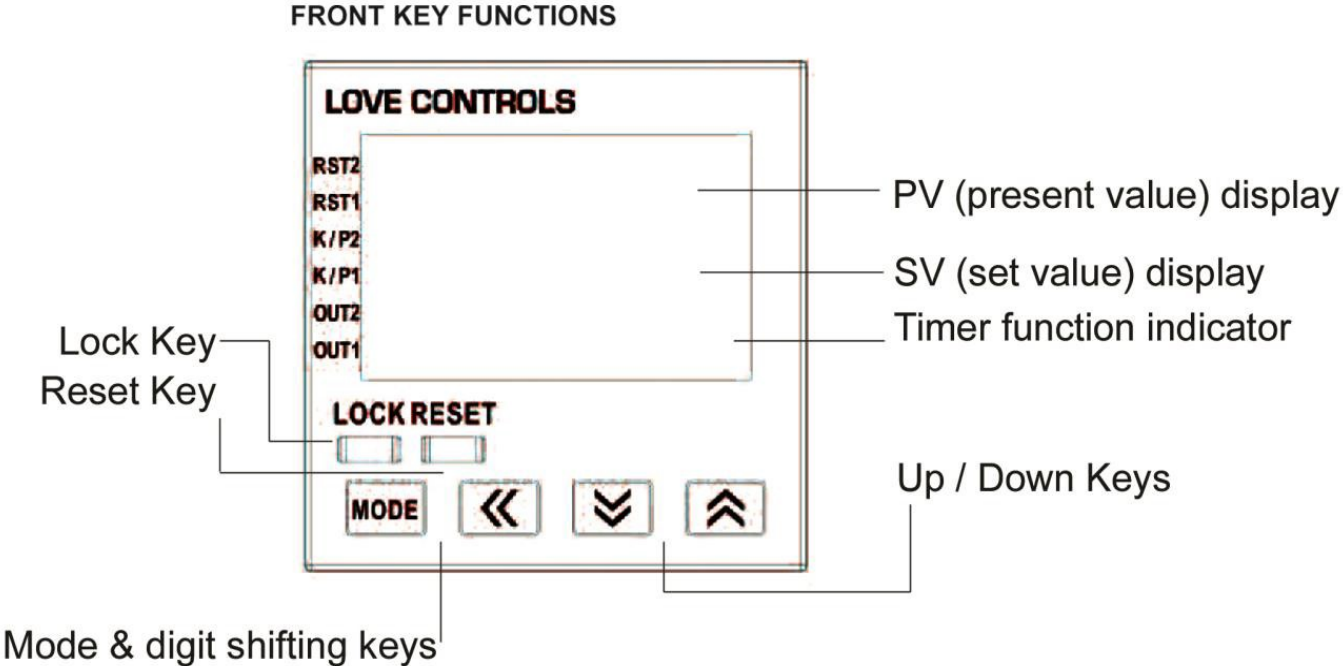 FRONT KEY FUNCTIONS
LOVE CONTROLS
RST2
RST1
K/P2
K/P1
OUT2
OUT1
PV (present value) display
SV (set value) display
Timer function indicator
Lock Key
Reset Key
LOCK RESET
MODE
Up / Down Keys
Mode & digit shifting keys